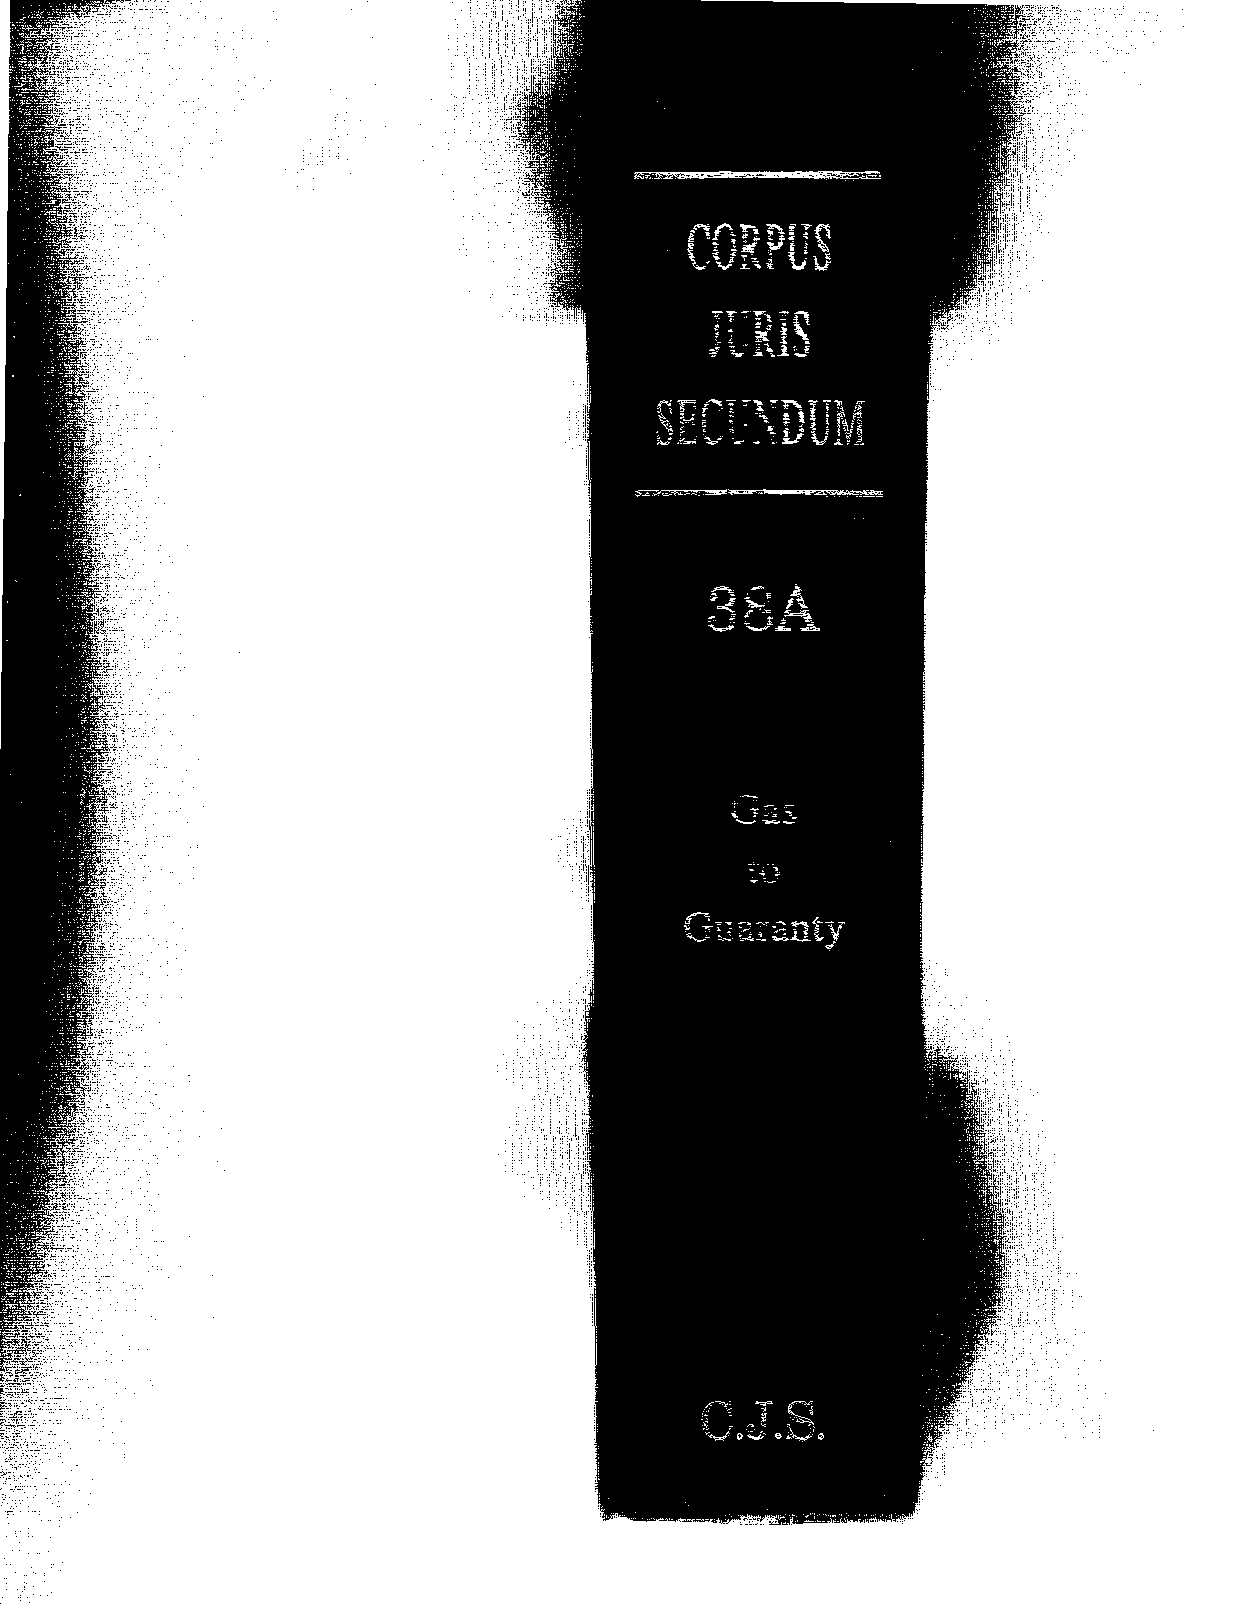 CORPUS
JURIS
SECUNDUM
38A
Gas
to
Guaranty
C.J.S.